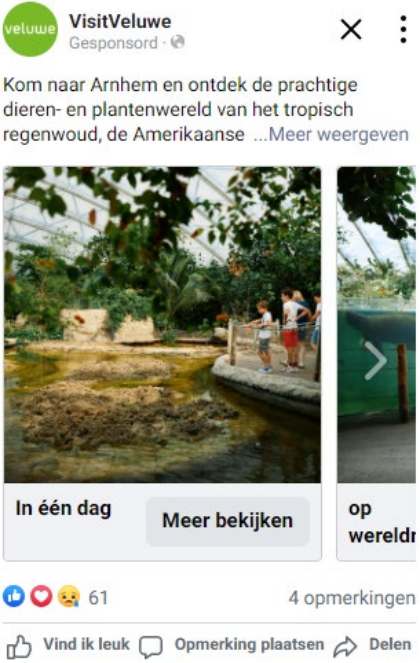 veluwe
VisitVeluwe
Gesponsord ·
Kom naar Arnhem en ontdek de prachtige
dieren- en plantenwereld van het tropisch
regenwoud, de Amerikaanse ...Meer weergeven
In één dag
Meer bekijken
op
61
4 opmerkingen
Vind ik leuk
Opmerking plaatsen
Delen